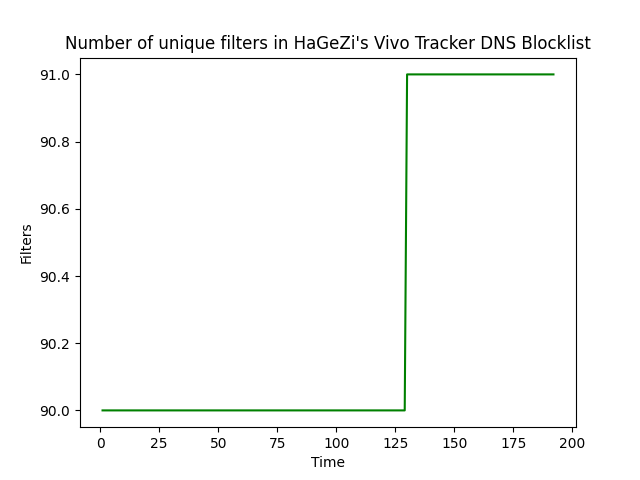 Number of unique filters in HaGeZi's Vivo Tracker DNS Blocklist
91.0
90.8
90.6
90.4
90.2
90.0
Filters
0 25 50 75 100 125 150 175 200
Time